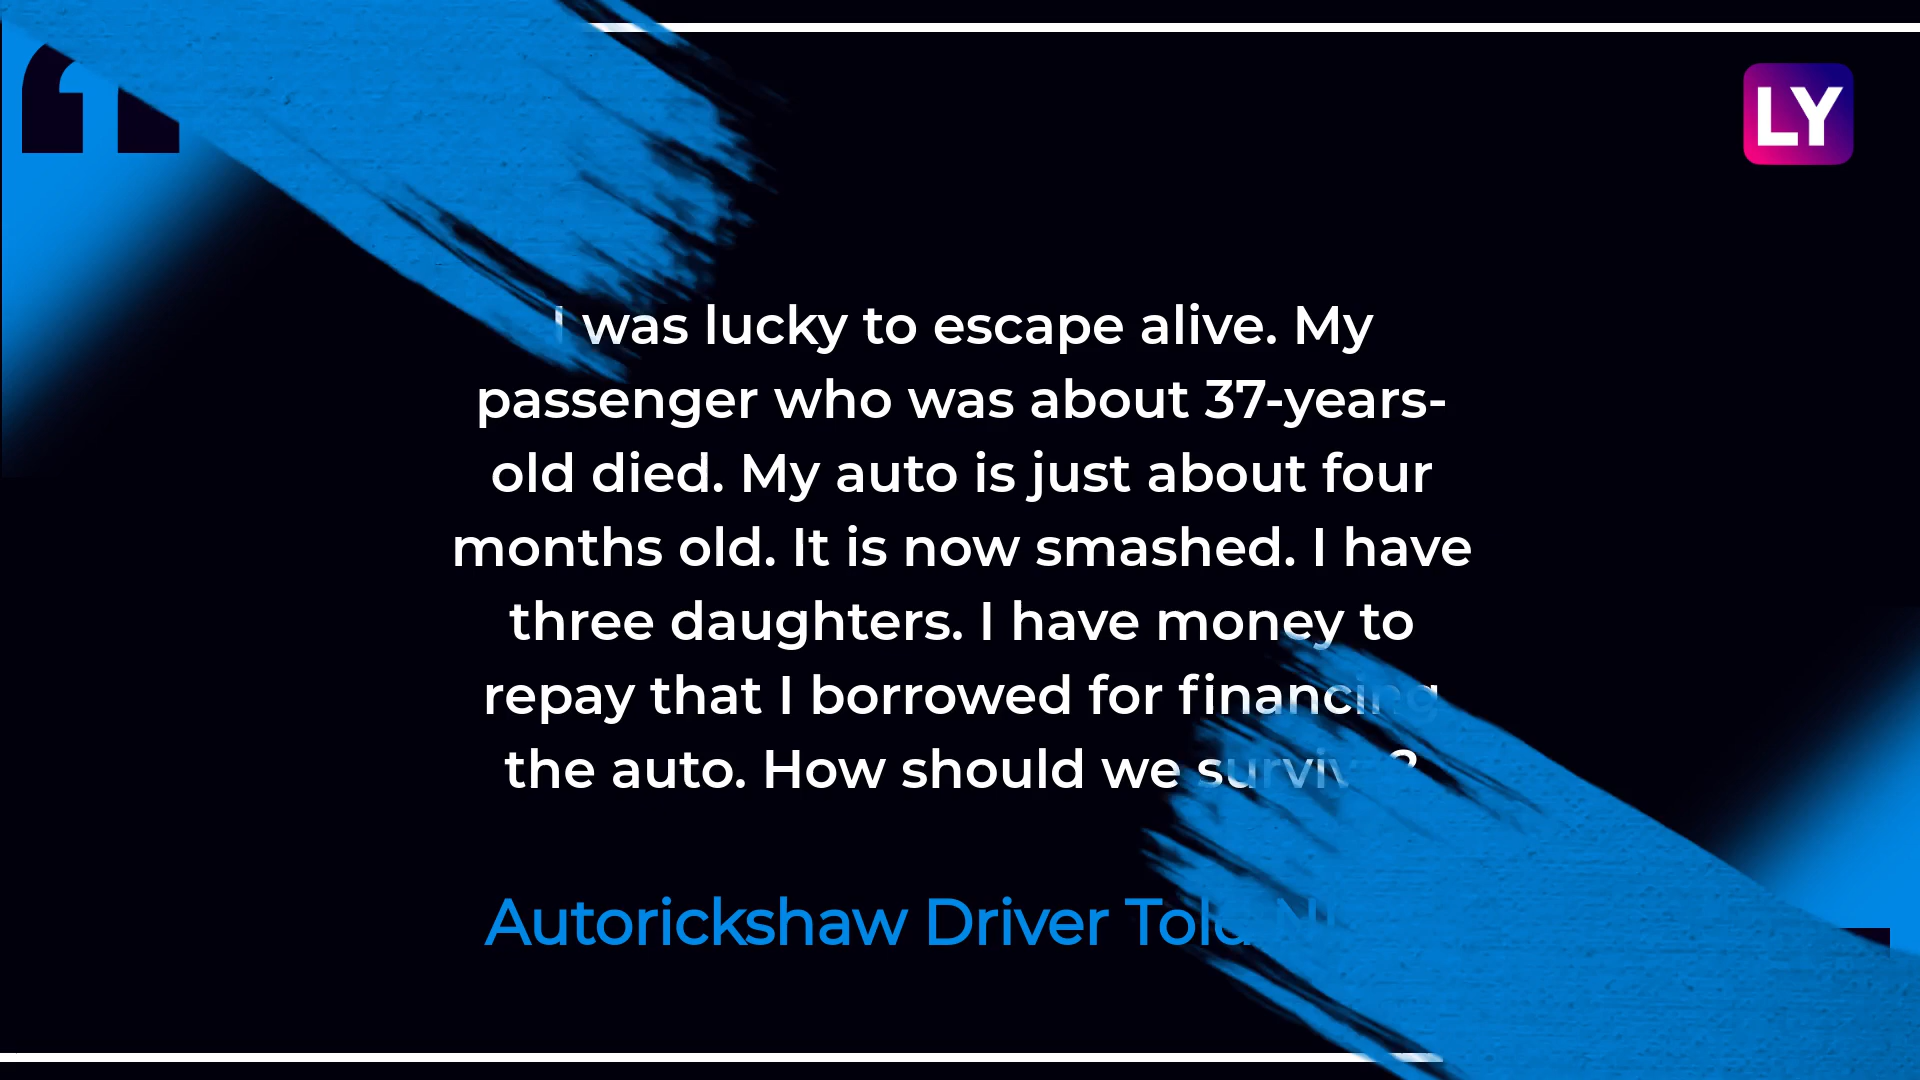 LY
I was lucky to escape alive. My
passenger who was about 37-years-
old died. My auto is just about four
months old. It is now smashed. I have
three daughters. I have money to
repay that I borrowed for financing
the auto. How should we survive?
Autorickshaw Driver Told